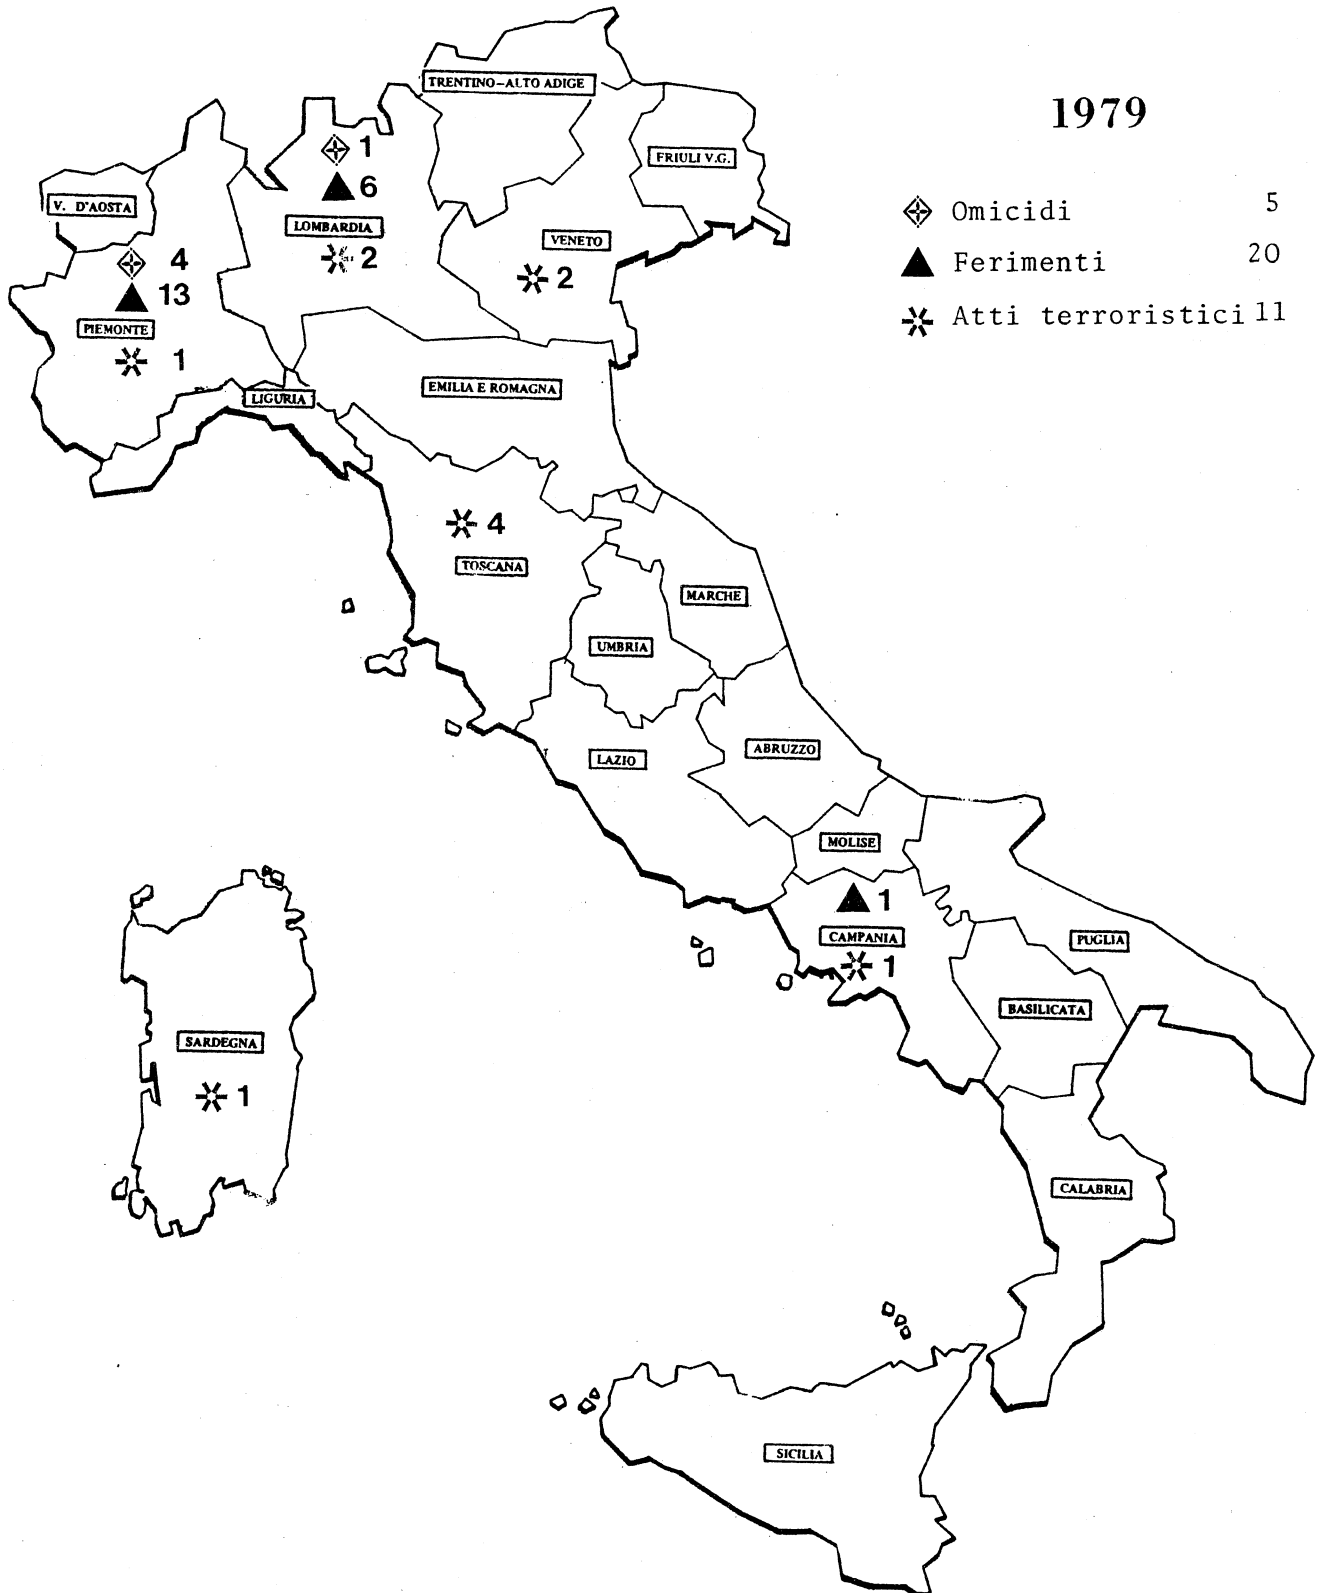 TRENTINO-ALTO ADIGE
1979
1
FRIULI V.G.
6
V. D'AOSTA
Omicidi 5
LOMBARDIA
VENETO
4
2
2
Ferimenti 20
13
PIEMONTE
Atti terroristici 11
1
EMILIA E ROMAGNA
LIGURIA
4
TOSCANA
MARCHE
UMBRIA
ABRUZZO
LAZIO
MOLISE
1
CAMPANIA
PUGLIA
1
BASILICATA
SARDEGNA
1
CALABRIA
SICILIA